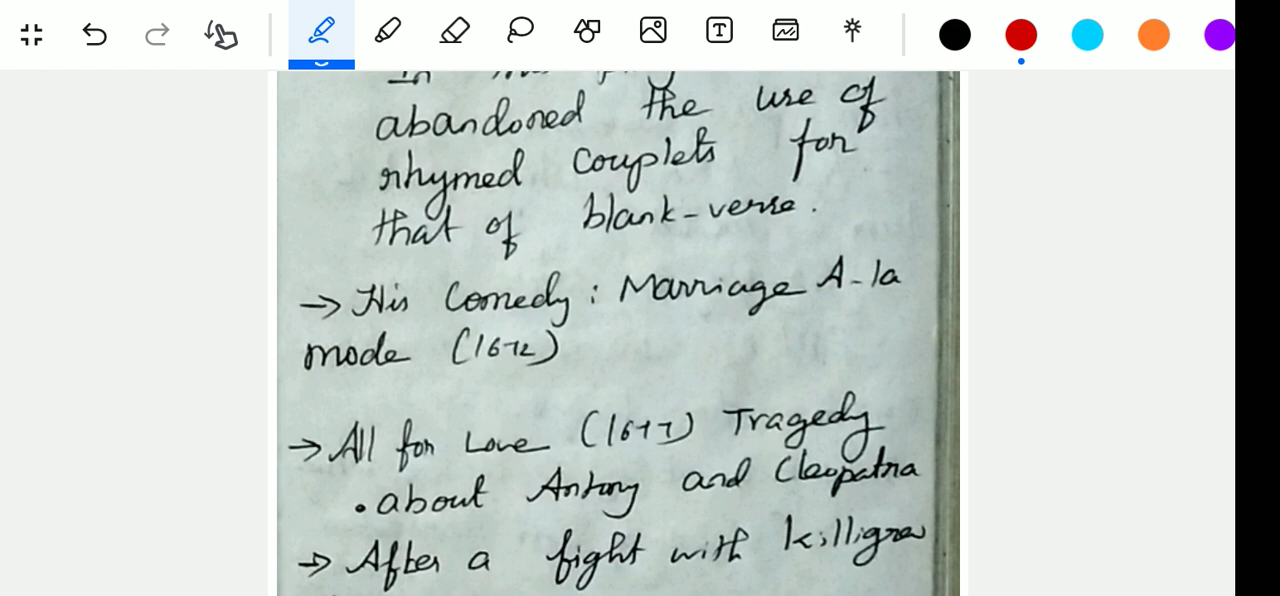 In
abandoned the use of
rhymed couplets for
that of blank-verse.
→ His Comedy: Marriage A-la
mode (1672)
→ All for Love (1677) Tragedy
• about Antony and Cleopatra
→ After a fight with killigrew